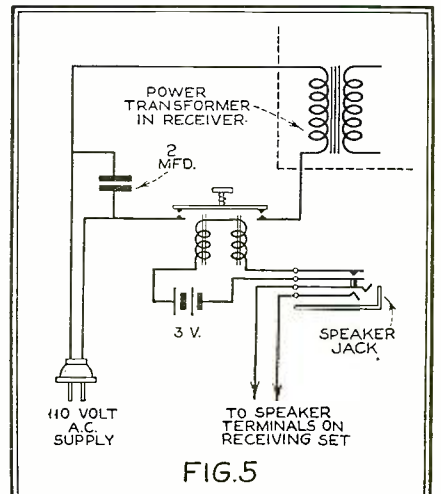 POWER
TRANSFORMER
IN RECEIVER
2
MFD.
3 V.
SPEAKER
JACK
110 VOLT
A.C.
SUPPLY
TO SPEAKER
TERMINALS ON
RECEIVING SET
FIG.5